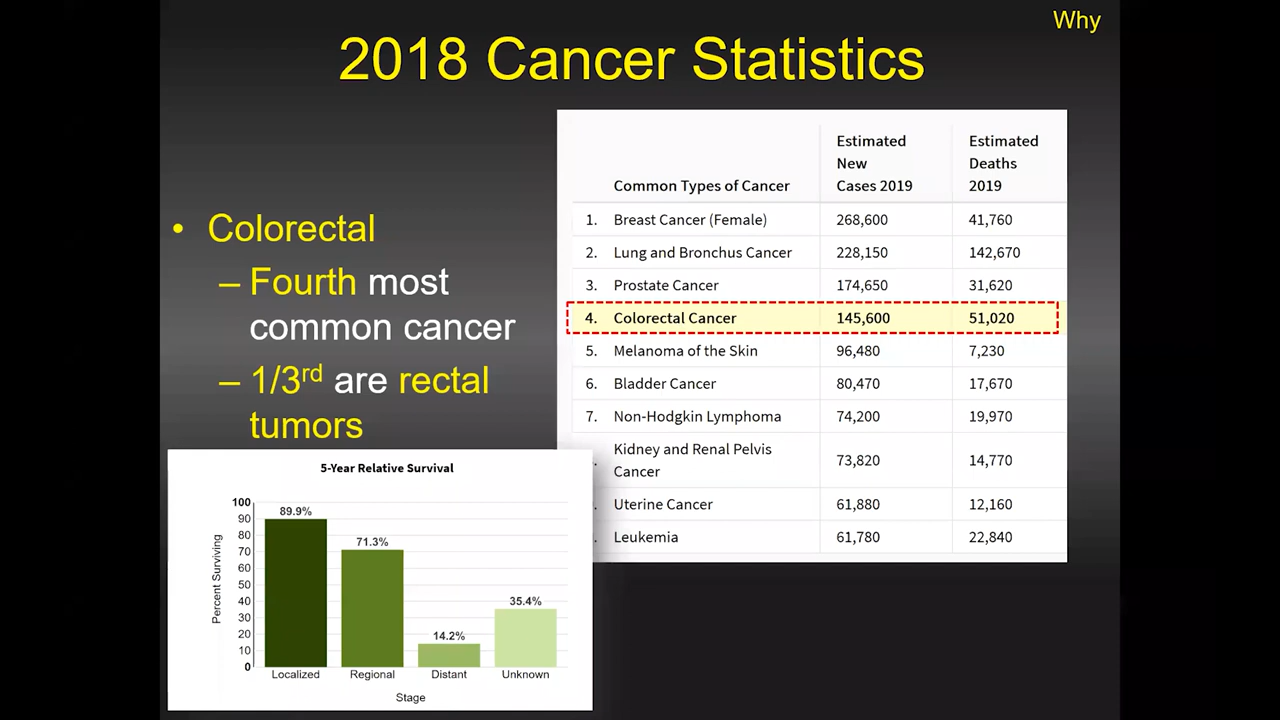 Why
2018 Cancer Statistics
• Colorectal
– Fourth most
common cancer
– 1/3rd are rectal
tumors
Estimated Estimated
New Deaths
Common Types of Cancer Cases 2019 2019
1. Breast Cancer (Female) 268,600 41,760
2. Lung and Bronchus Cancer 228,150 142,670
3. Prostate Cancer 174,650 31,620
4. Colorectal Cancer 145,600 51,020
5. Melanoma of the Skin 96,480 7,230
6. Bladder Cancer 80,470 17,670
7. Non-Hodgkin Lymphoma 74,200 19,970
Kidney and Renal Pelvis
Cancer 73,820 14,770
Uterine Cancer 61,880 12,160
Leukemia 61,780 22,840
5-Year Relative Survival
Percent Surviving
100
90
80
70
60
50
40
30
20
10
0
89.9%
71.3%
14.2%
35.4%
Localized Regional Distant Unknown
Stage